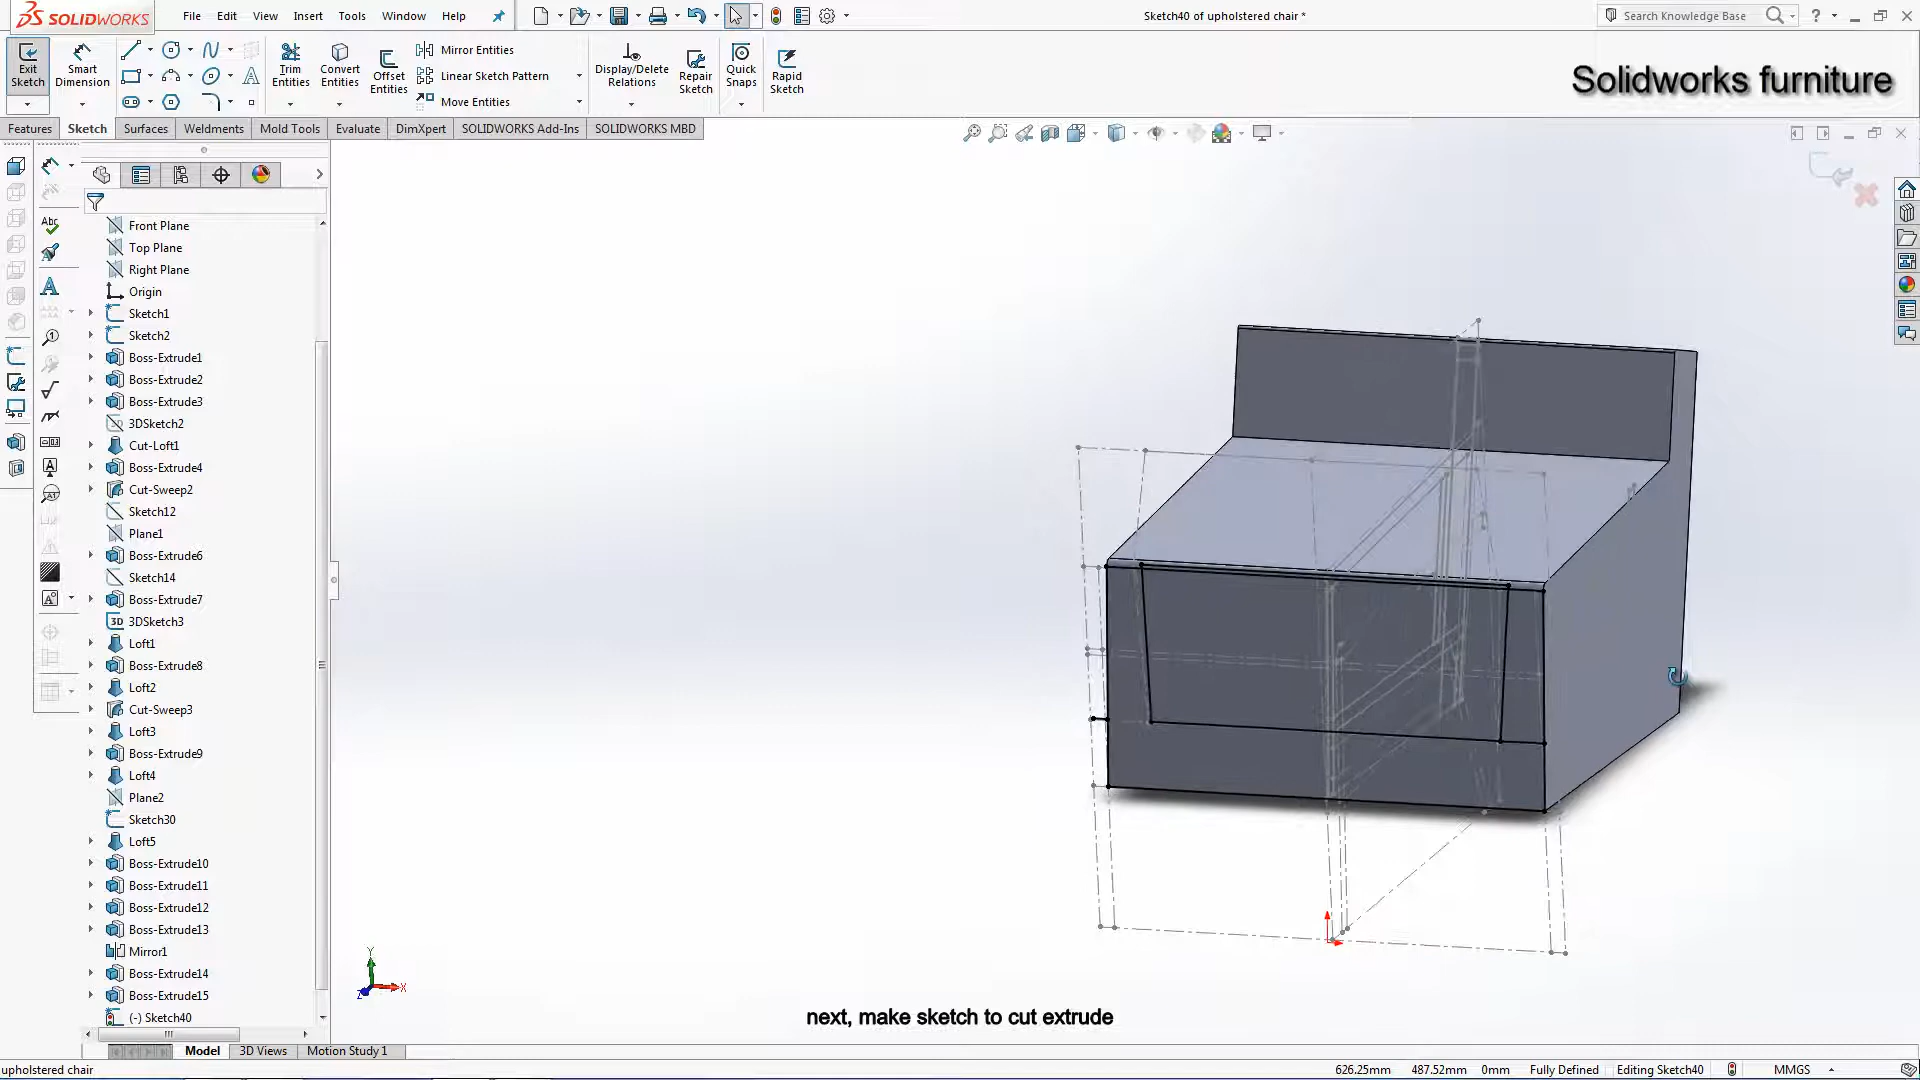 SOLIDWORKS
File Edit View Insert Tools Window Help
Sketch40 of upholstered chair *
Search Knowledge Base
Exit Sketch
Smart Dimension
Trim Entities
Convert Entities
Offset Entities
Mirror Entities
Linear Sketch Pattern
Move Entities
Display/Delete Relations
Repair Sketch
Quick Snaps
Rapid Sketch
Solidworks furniture
Features Sketch Surfaces Weldments Mold Tools Evaluate DimXpert SOLIDWORKS Add-Ins SOLIDWORKS MBD
Front Plane
Top Plane
Right Plane
Origin
Sketch1
Sketch2
Boss-Extrude1
Boss-Extrude2
Boss-Extrude3
3DSketch2
Cut-Loft1
Boss-Extrude4
Cut-Sweep2
Sketch12
Plane1
Boss-Extrude6
Sketch14
Boss-Extrude7
3D 3DSketch3
Loft1
Boss-Extrude8
Loft2
Cut-Sweep3
Loft3
Boss-Extrude9
Loft4
Plane2
Sketch30
Loft5
Boss-Extrude10
Boss-Extrude11
Boss-Extrude12
Boss-Extrude13
Mirror1
Boss-Extrude14
Boss-Extrude15
(-) Sketch40
Y
X
Z
next, make sketch to cut extrude
Model 3D Views Motion Study 1
upholstered chair
626.25mm 487.52mm 0mm Fully Defined Editing Sketch40 MMGS